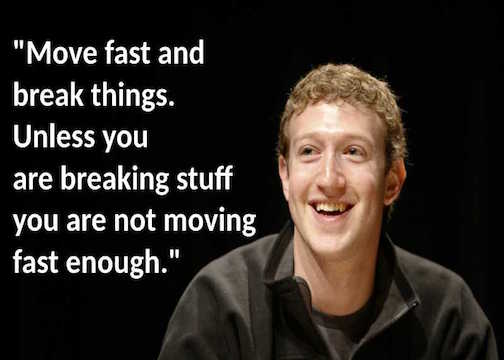 "Move fast and
break things.
Unless you
are breaking stuff
you are not moving
fast enough."